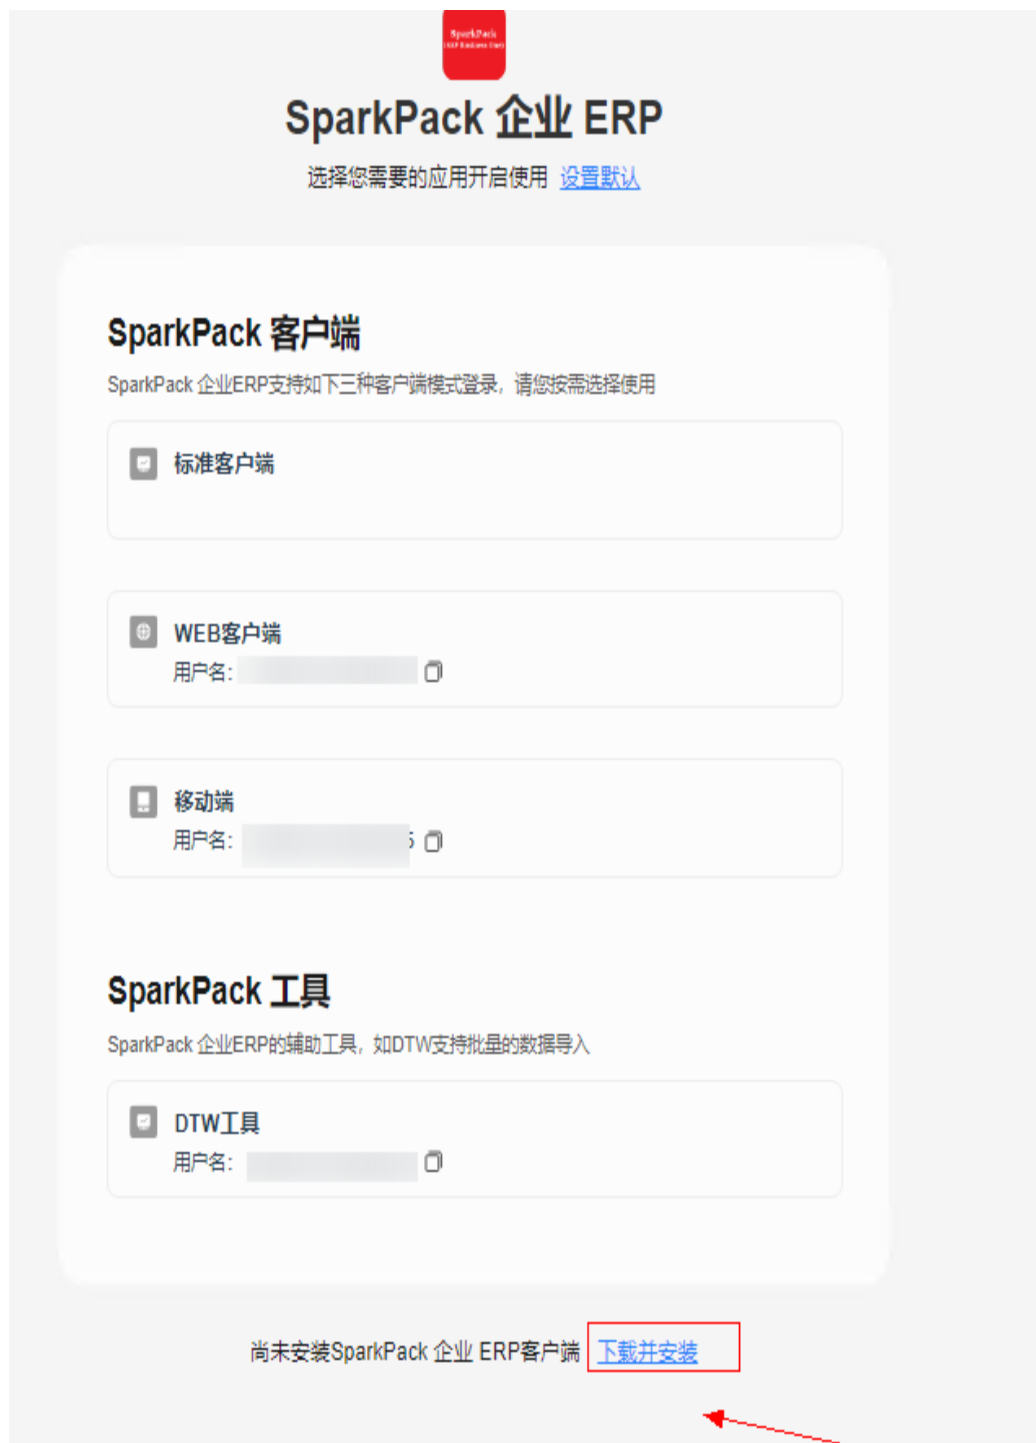 SparkPack
SparkPack 企业 ERP
选择您需要的应用开启使用 设置默认
SparkPack 客户端
SparkPack 企业ERP支持如下三种客户端模式登录，请您按需选择使用
标准客户端
WEB客户端
用户名：
移动端
用户名： 5
SparkPack 工具
SparkPack 企业ERP的辅助工具，如DTW支持批量的数据导入
DTW工具
用户名：
尚未安装SparkPack 企业 ERP客户端 下载并安装